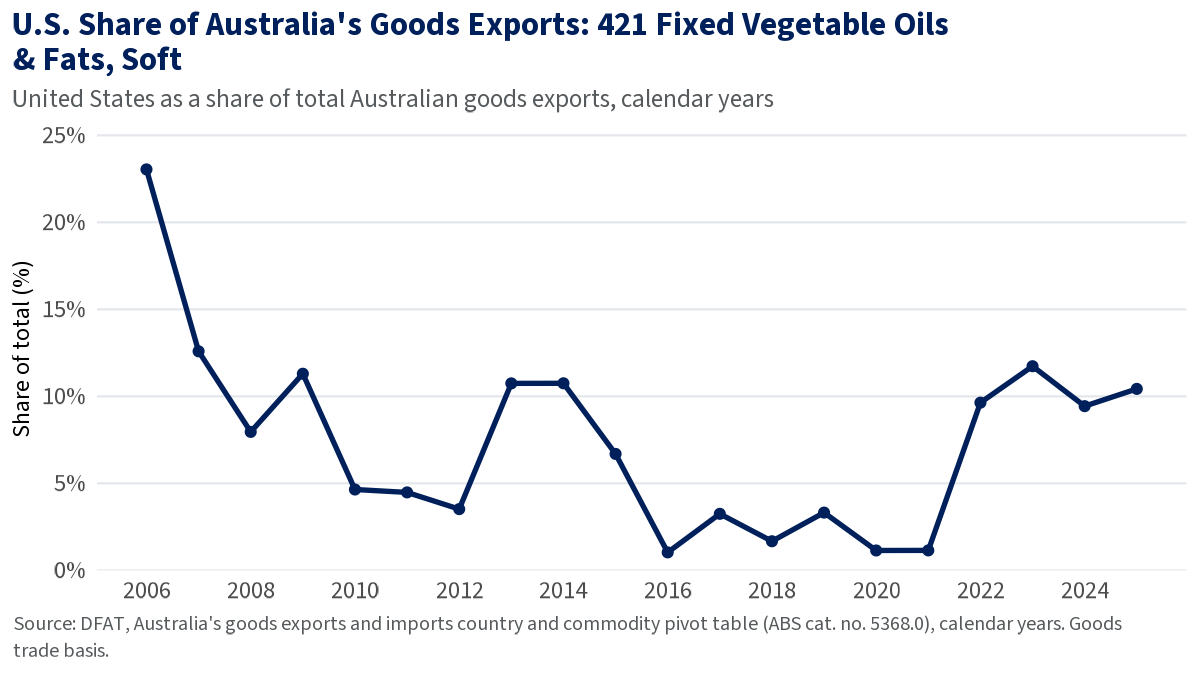 U.S. Share of Australia's Goods Exports: 421 Fixed Vegetable Oils
& Fats, Soft
United States as a share of total Australian goods exports, calendar years
Share of total (%)
25%
20%
15%
10%
5%
0%
2006 2008 2010 2012 2014 2016 2018 2020 2022 2024
Source: DFAT, Australia's goods exports and imports country and commodity pivot table (ABS cat. no. 5368.0), calendar years. Goods
trade basis.